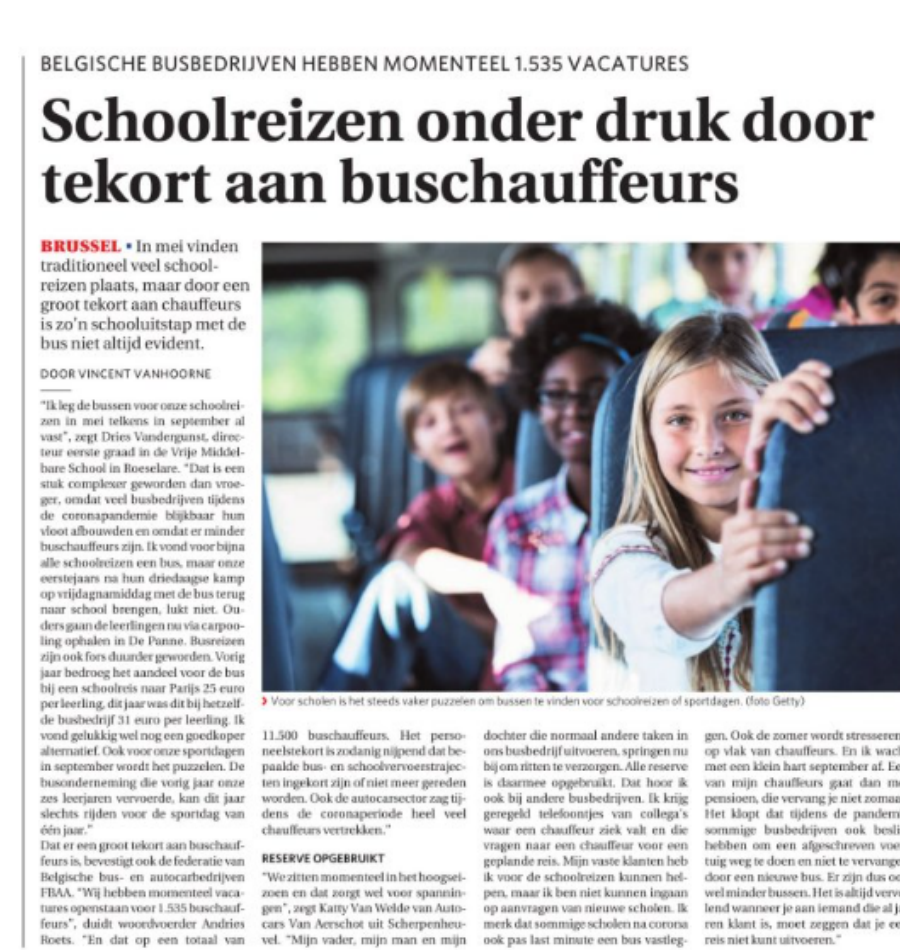 BELGISCHE BUSBEDRIJVEN HEBBEN MOMENTEEL 1.535 VACATURES
Schoolreizen onder druk door
tekort aan buschauffeurs
BRUSSEL • In mei vinden
traditioneel veel school-
reizen plaats, maar door een
groot tekort aan chauffeurs
is zo'n schooluitstap met de
bus niet altijd evident.
DOOR VINCENT VANHOORNE
"Ik leg de bussen voor onze schoolrei-
zen in mei telkens in september al
vast", zegt Dries Vandergunst, direc-
teur eerste graad in de Vrije Middel-
bare School in Roeselare. "Dat is een
stuk complexer geworden dan vroe-
ger, omdat veel busbedrijven tijdens
de coronapandemie blijkbaar hun
vloot afbouwden en omdat er minder
buschauffeurs zijn. Ik vond voor bijna
alle schoolreizen een bus, maar onze
eerstejaars na hun driedaagse kamp
op vrijdagnamiddag met de bus terug
naar school brengen, lukt niet. Ou-
ders gaan de leerlingen nu via carpoo-
ling ophalen in De Panne. Busreizen
zijn ook fors duurder geworden. Vorig
jaar bedroeg het aandeel voor de bus
bij een schoolreis naar Parijs 25 euro
per leerling, dit jaar was dit bij hetzelf-
de busbedrijf 31 euro per leerling. Ik
vond gelukkig wel nog een goedkoper
alternatief. Ook voor onze sportdagen
in september wordt het puzzelen. De
busonderneming die vorig jaar onze
zes leerjaren vervoerde, kan dit jaar
slechts rijden voor de sportdag van
één jaar."
Dat er een groot tekort aan buschauf-
feurs is, bevestigt ook de federatie van
Belgische bus- en autocarbedrijven
FBAA. "Wij hebben momenteel vaca-
tures openstaan voor 1.535 buschauf-
feurs", duidt woordvoerder Andries
Roets. "En dat op een totaal van
› Voor scholen is het steeds vaker puzzelen om bussen te vinden voor schoolreizen of sportdagen. (foto Getty)
11.500 buschauffeurs. Het perso-
neelstekort is zodanig nijpend dat be-
paalde bus- en schoolvervoerstrajec-
ten ingekort zijn of niet meer gereden
worden. Ook de autocarsector zag tij-
dens de coronaperiode heel veel
chauffeurs vertrekken."
RESERVE OPGEBRUIKT
"We zitten momenteel in het hoogsei-
zoen en dat zorgt wel voor spannin-
gen", zegt Katty Van Welde van Auto-
cars Van Aerschot uit Scherpenheu-
vel. "Mijn vader, mijn man en mijn
dochter die normaal andere taken in
ons busbedrijf uitvoeren, springen nu
bij om ritten te verzorgen. Alle reserve
is daarmee opgebruikt. Dat hoor ik
ook bij andere busbedrijven. Ik krijg
geregeld telefoontjes van collega's
waar een chauffeur ziek valt en die
vragen naar een chauffeur voor een
geplande reis. Mijn vaste klanten heb
ik voor de schoolreizen kunnen hel-
pen, maar ik ben niet kunnen ingaan
op aanvragen van nieuwe scholen. Ik
merk dat sommige scholen na corona
ook pas last minute een bus vastleg-
gen. Ook de zomer wordt stresseren
op vlak van chauffeurs. En ik
met een klein hart september af.
van mijn chauffeurs gaat dan
pensioen, die vervang je niet
Het klopt dat tijdens de
sommige busbedrijven ook
hebben om een afgeschreven
tuig weg te doen en niet te
door een nieuwe bus. Er zijn dus
wel minder bussen. Het is altijd
lend wanneer je aan iemand die al
ren klant is, moet zeggen dat je
reis niet kunt uitvoeren."